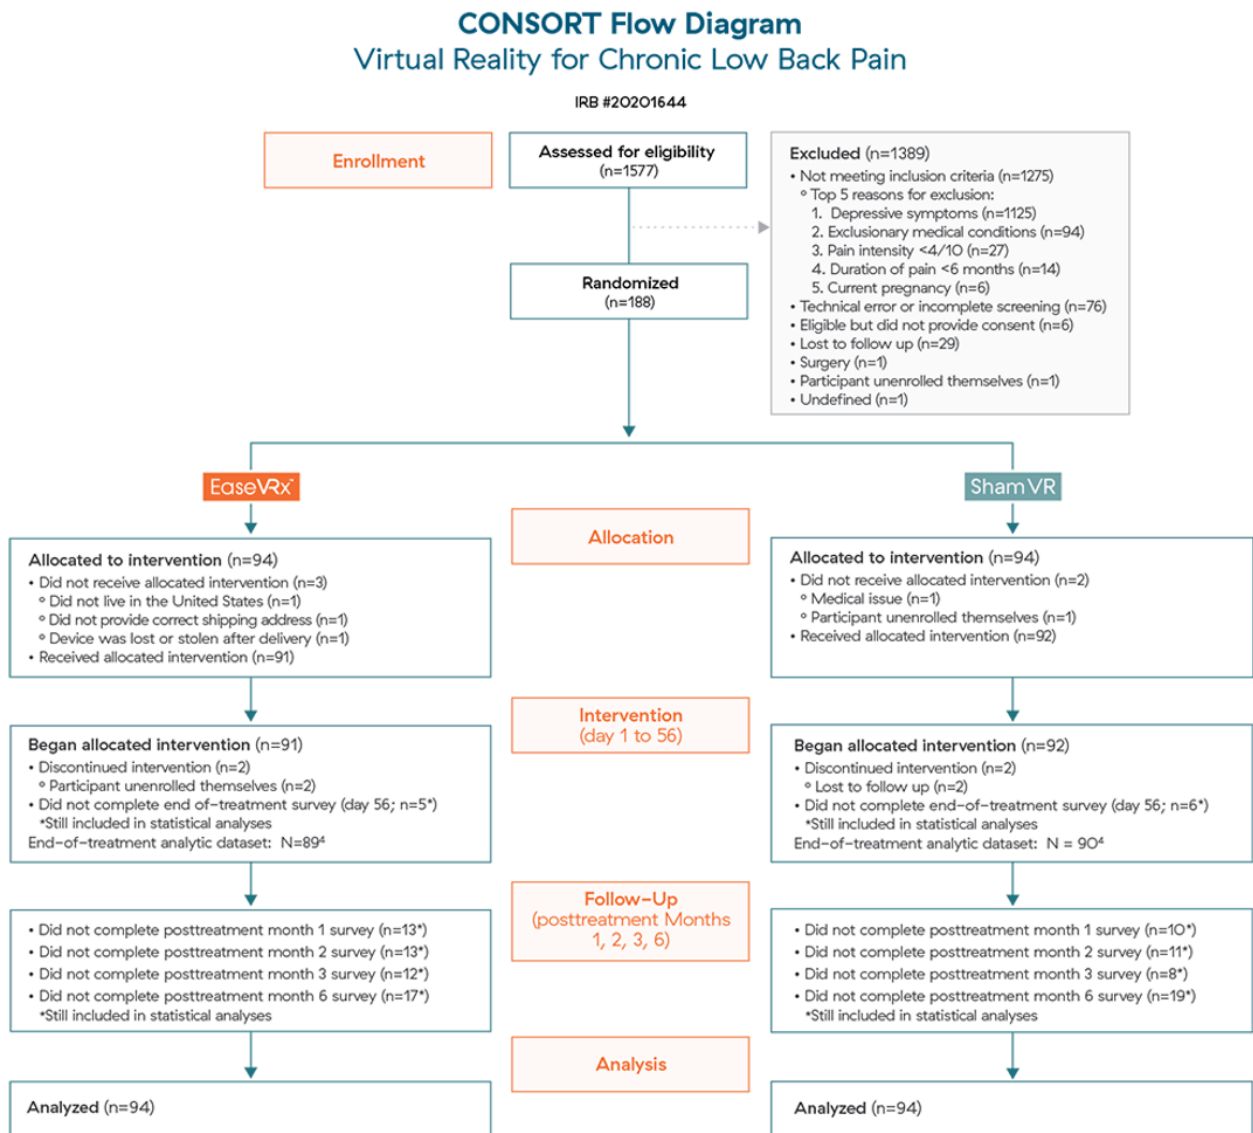 CONSORT Flow Diagram
Virtual Reality for Chronic Low Back Pain
IRB #20201644
Enrollment
Assessed for eligibility
(n=1577)
Excluded (n=1389)
• Not meeting inclusion criteria (n=1275)
° Top 5 reasons for exclusion:
1. Depressive symptoms (n=1125)
2. Exclusionary medical conditions (n=94)
3. Pain intensity <4/10 (n=27)
4. Duration of pain <6 months (n=14)
5. Current pregnancy (n=6)
• Technical error or incomplete screening (n=76)
• Eligible but did not provide consent (n=6)
• Lost to follow up (n=29)
• Surgery (n=1)
• Participant unenrolled themselves (n=1)
• Undefined (n=1)
Randomized
(n=188)
EaseVRx™
Sham VR
Allocation
Allocated to intervention (n=94)
• Did not receive allocated intervention (n=3)
° Did not live in the United States (n=1)
° Did not provide correct shipping address (n=1)
° Device was lost or stolen after delivery (n=1)
• Received allocated intervention (n=91)
Allocated to intervention (n=94)
• Did not receive allocated intervention (n=2)
° Medical issue (n=1)
° Participant unenrolled themselves (n=1)
• Received allocated intervention (n=92)
Intervention
(day 1 to 56)
Began allocated intervention (n=91)
• Discontinued intervention (n=2)
° Participant unenrolled themselves (n=2)
• Did not complete end of-treatment survey (day 56; n=5*)
*Still included in statistical analyses
End-of-treatment analytic dataset: N=89⁴
Began allocated intervention (n=92)
• Discontinued intervention (n=2)
° Lost to follow up (n=2)
• Did not complete end-of-treatment survey (day 56; n=6*)
*Still included in statistical analyses
End-of-treatment analytic dataset: N = 90⁴
Follow-Up
(posttreatment Months
1, 2, 3, 6)
• Did not complete posttreatment month 1 survey (n=13*)
• Did not complete posttreatment month 2 survey (n=13*)
• Did not complete posttreatment month 3 survey (n=12*)
• Did not complete posttreatment month 6 survey (n=17*)
*Still included in statistical analyses
• Did not complete posttreatment month 1 survey (n=10*)
• Did not complete posttreatment month 2 survey (n=11*)
• Did not complete posttreatment month 3 survey (n=8*)
• Did not complete posttreatment month 6 survey (n=19*)
*Still included in statistical analyses
Analysis
Analyzed (n=94)
Analyzed (n=94)